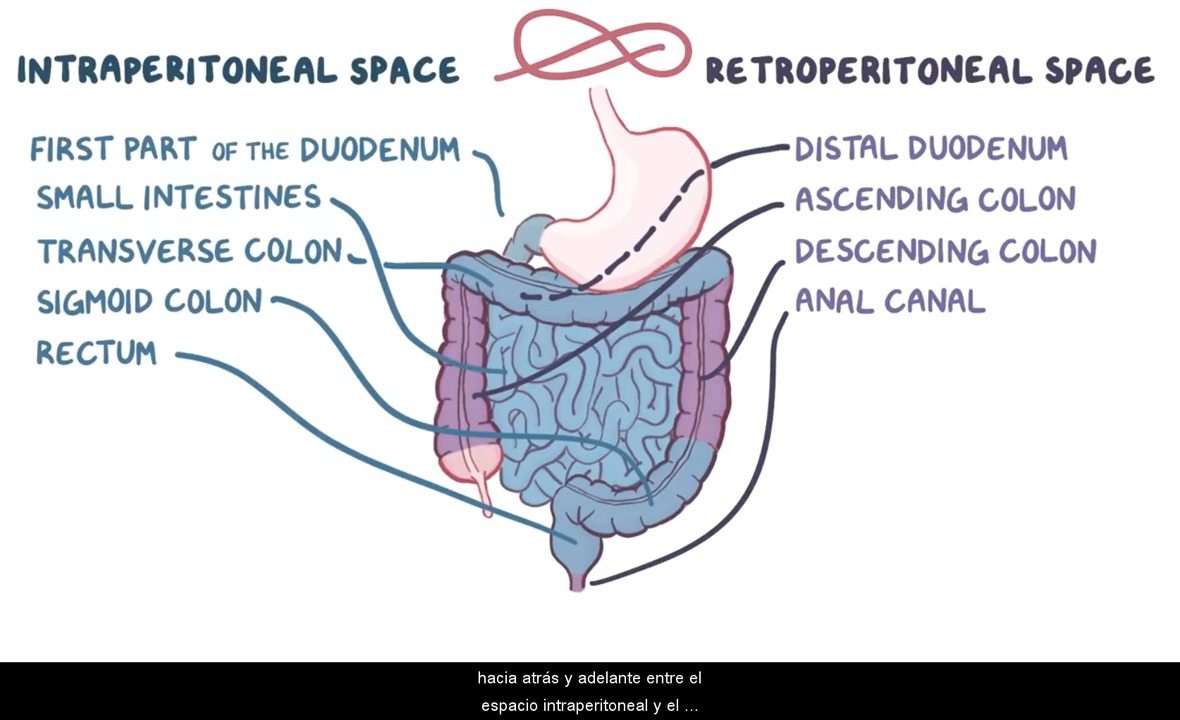 INTRAPERITONEAL SPACE
FIRST PART OF THE DUODENUM
SMALL INTESTINES
TRANSVERSE COLON
SIGMOID COLON
RECTUM
RETROPERITONEAL SPACE
DISTAL DUODENUM
ASCENDING COLON
DESCENDING COLON
ANAL CANAL
hacia atrás y adelante entre el
espacio intraperitoneal y el ...